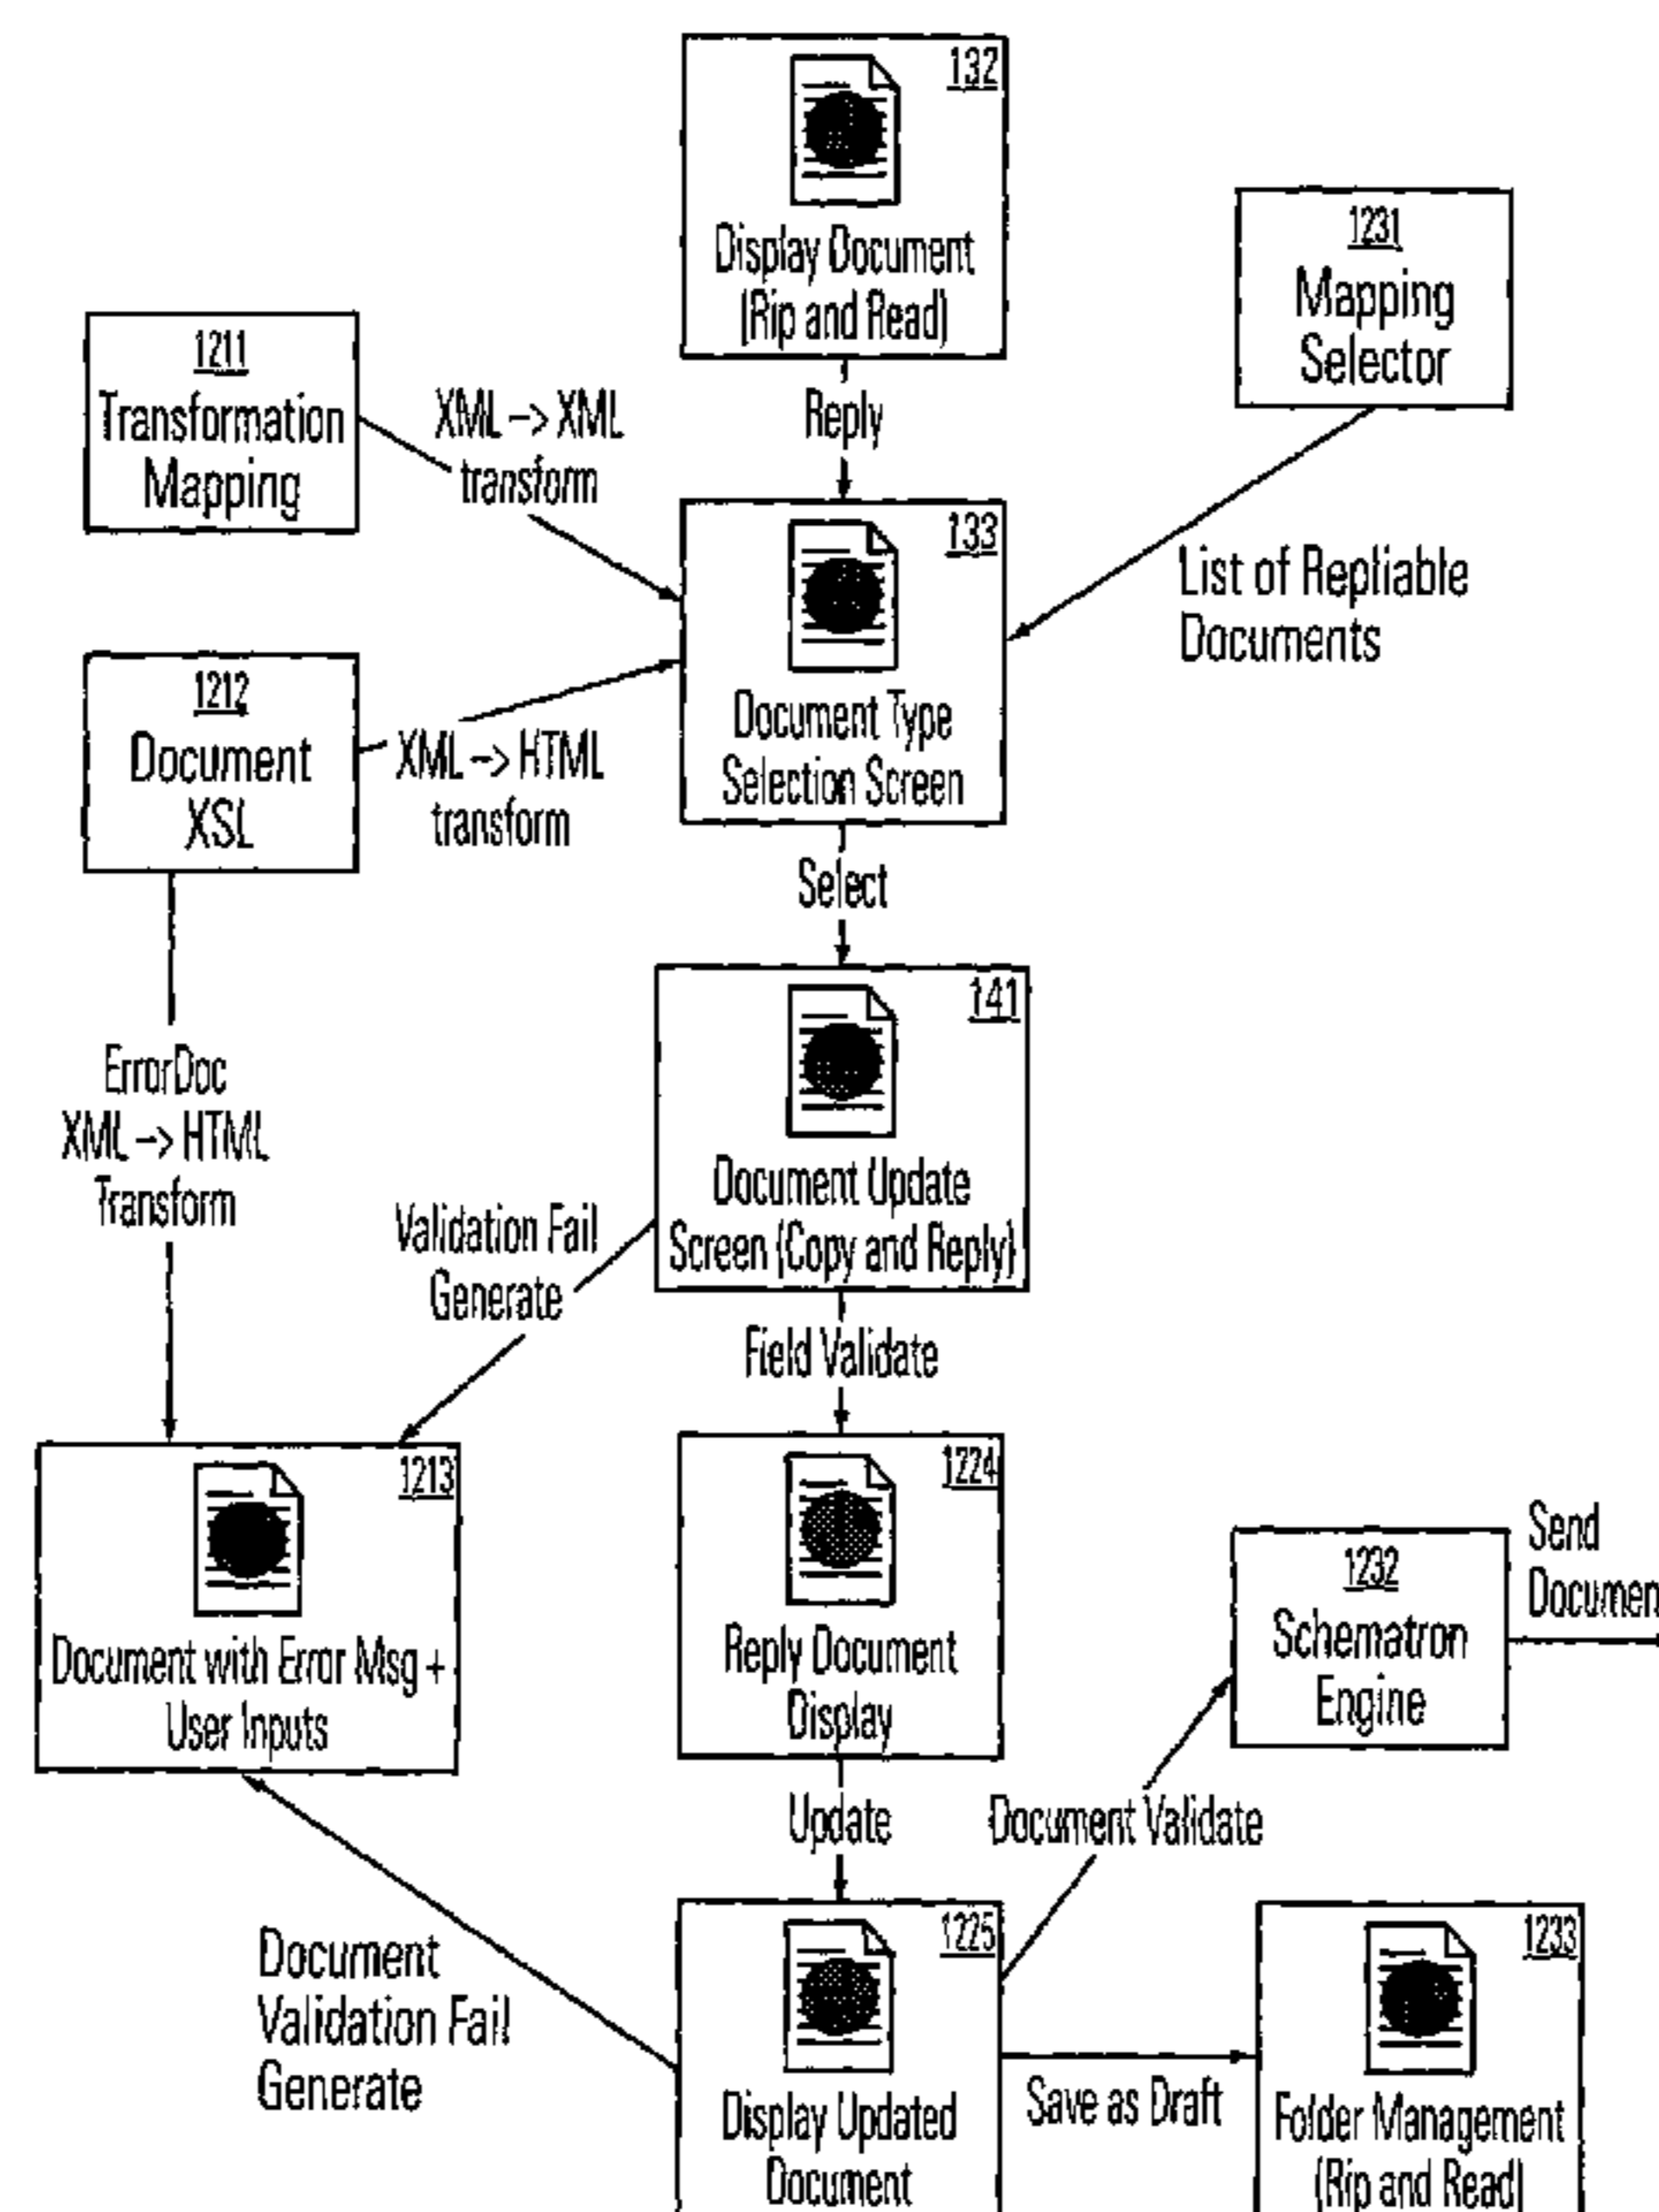 132
Display Document
(Rip and Read)
1231
Mapping
Selector
1211
Transformation
Mapping
XML -> XML
transform
Reply
133
Document Type
Selection Screen
List of Repliable
Documents
1212
Document
XSL
XML -> HTML
transform
Select
141
Document Update
Screen (Copy and Reply)
ErrorDoc
XML -> HTML
Transform
Validation Fail
Generate
Field Validate
1213
Document with Error Msg +
User Inputs
1224
Reply Document
Display
1232
Schematron
Engine
Send
Documen
Update
Document Validate
1225
Display Updated
Document
Document
Validation Fail
Generate
Save as Draft
1233
Folder Management
(Rip and Read)